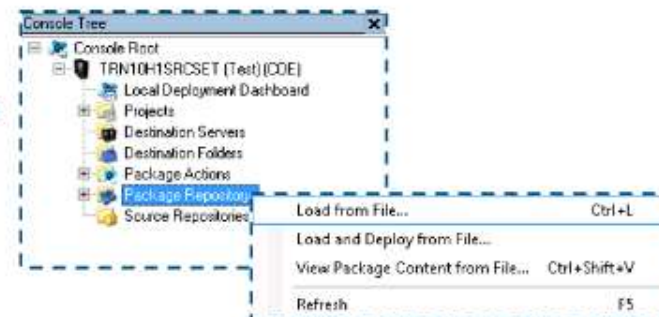 Console Tree
Console Root
TRN10H1SRCSET (Test) (CDE)
Local Deployment Dashboard
Projects
Destination Servers
Destination Folders
Package Actions
Package Repository
Load from File... Ctrl+L
Source Repositories
Load and Deploy from File...
View Package Content from File... Ctrl+Shift+V
Refresh F5